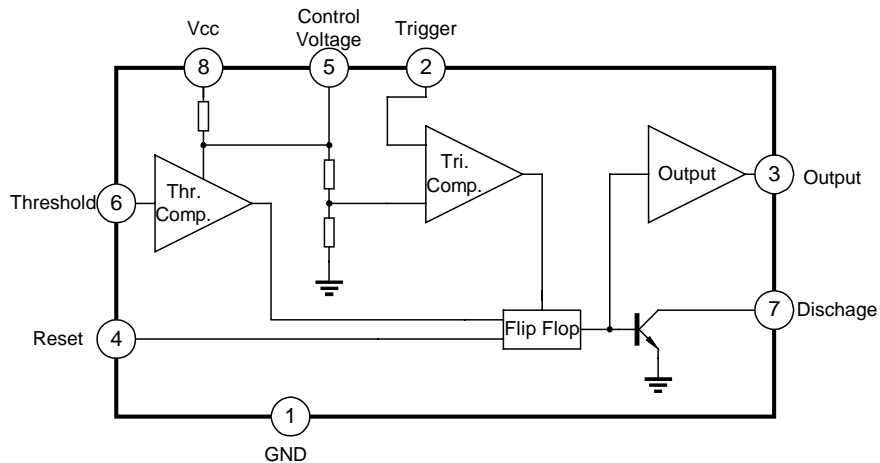 Control
Voltage
Vcc
Trigger
8
5
2
Tri.
Comp.
Output
Thr.
Comp.
Threshold
6
3
Output
Flip Flop
7
Dischage
Reset
4
1
GND